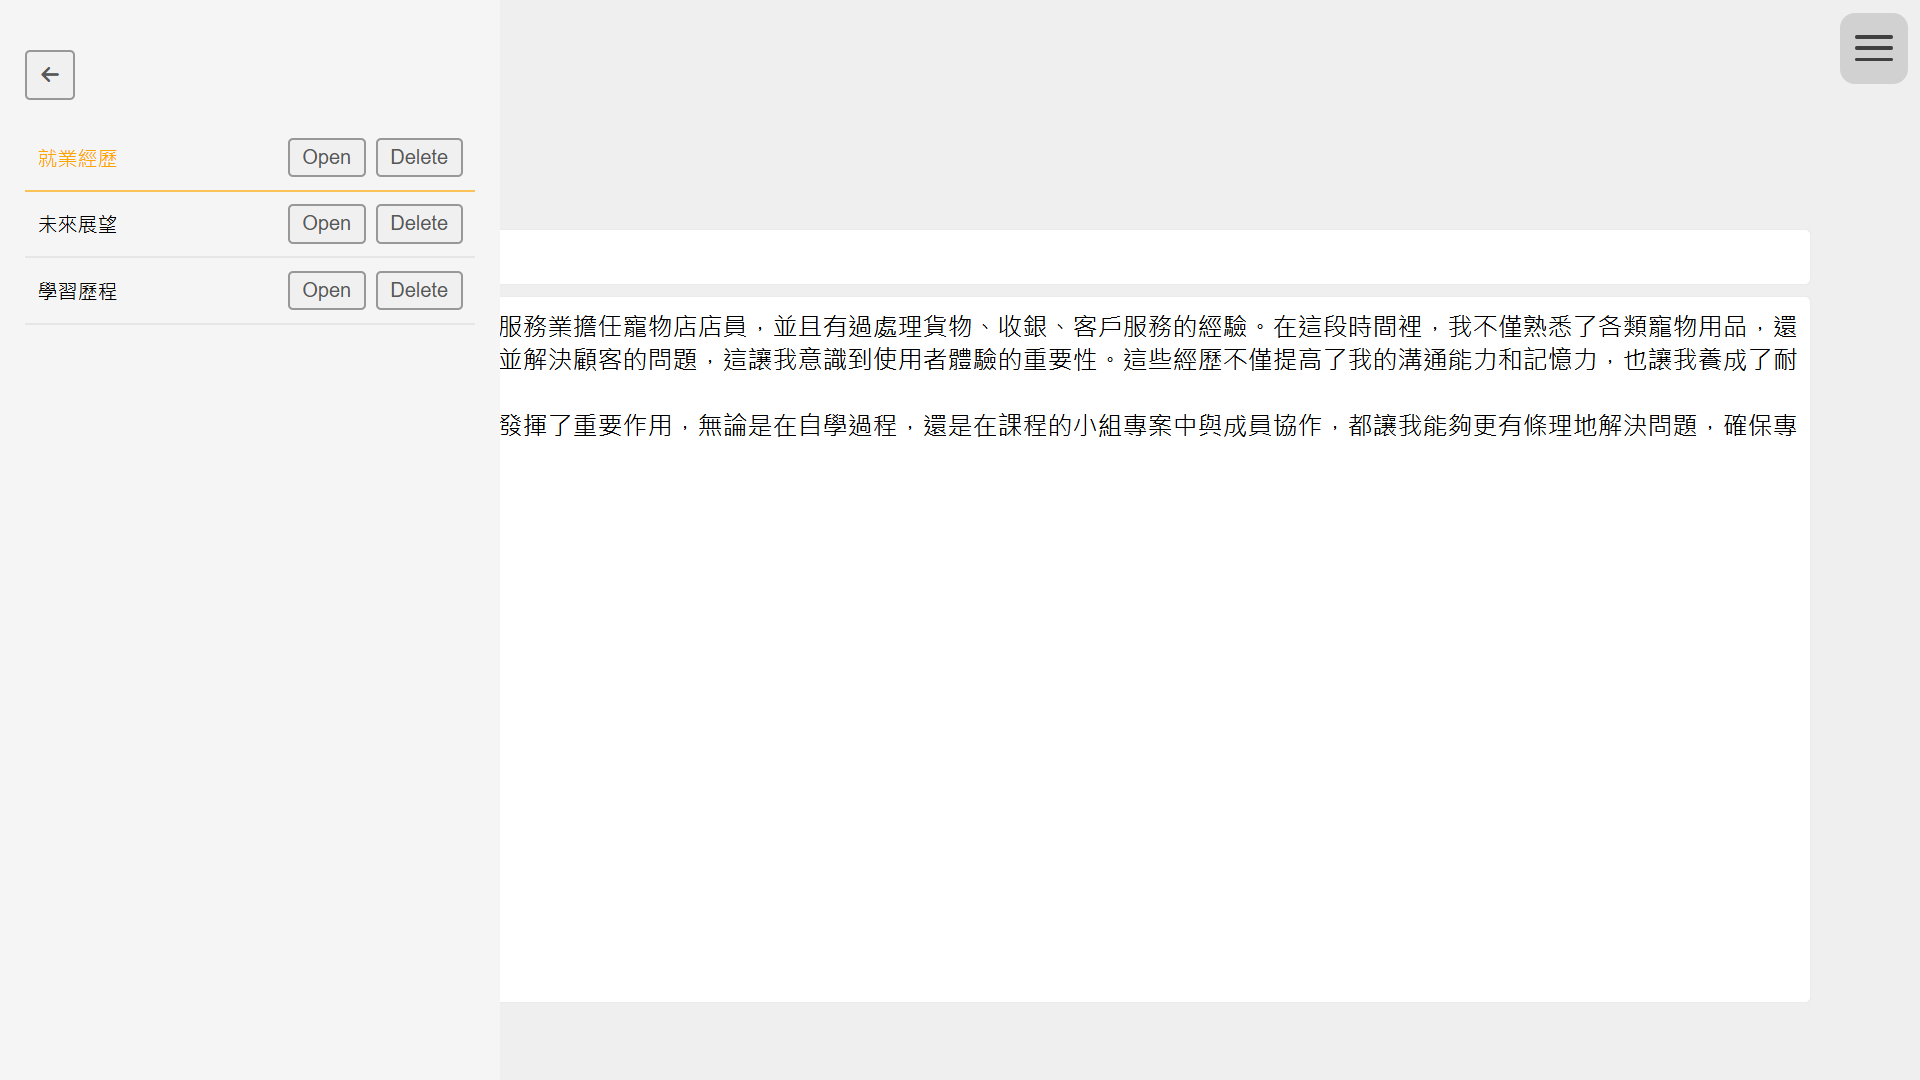 就業經歷 Open Delete
未來展望 Open Delete
學習歷程 Open Delete
服務業擔任寵物店店員，並且有過處理貨物、收銀、客戶服務的經驗。在這段時間裡，我不僅熟悉了各類寵物用品，還
並解決顧客的問題，這讓我意識到使用者體驗的重要性。這些經歷不僅提高了我的溝通能力和記憶力，也讓我養成了耐
發揮了重要作用，無論是在自學過程，還是在課程的小組專案中與成員協作，都讓我能夠更有條理地解決問題，確保專